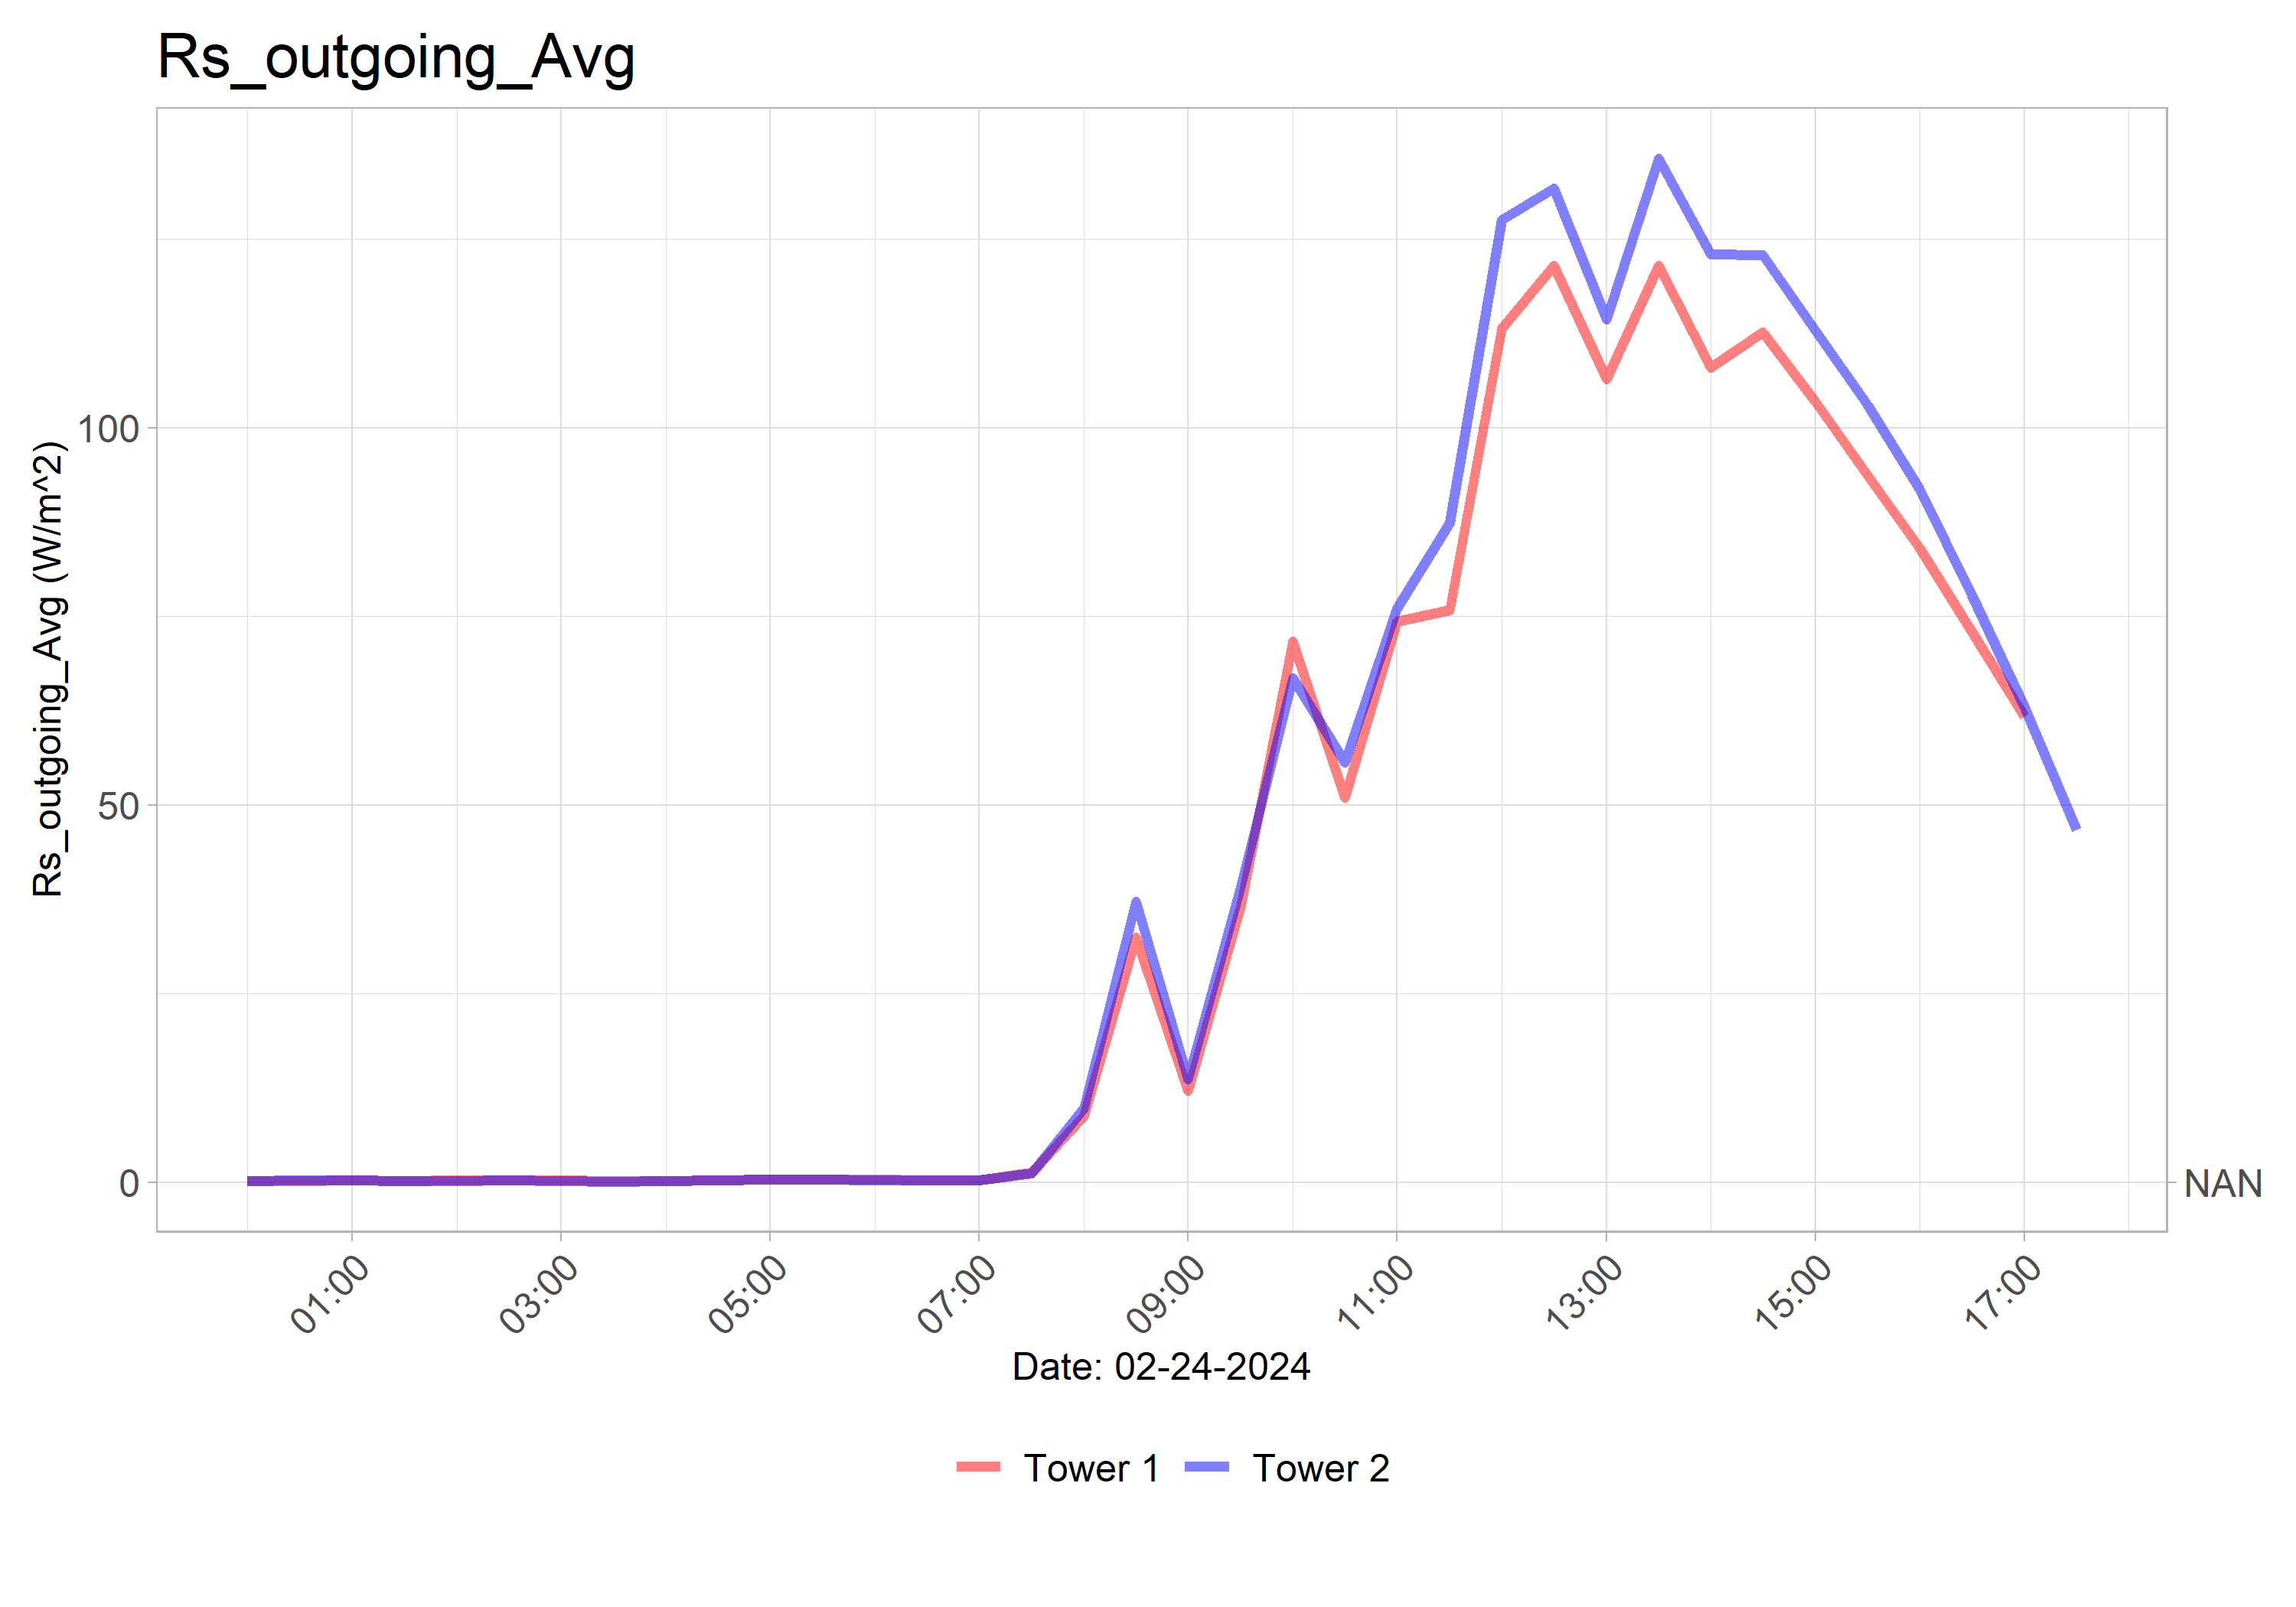 Rs_outgoing_Avg
Rs_outgoing_Avg (W/m^2)
100
50
0
NAN
01:00
03:00
05:00
07:00
09:00
11:00
13:00
15:00
17:00
Date: 02-24-2024
Tower 1
Tower 2